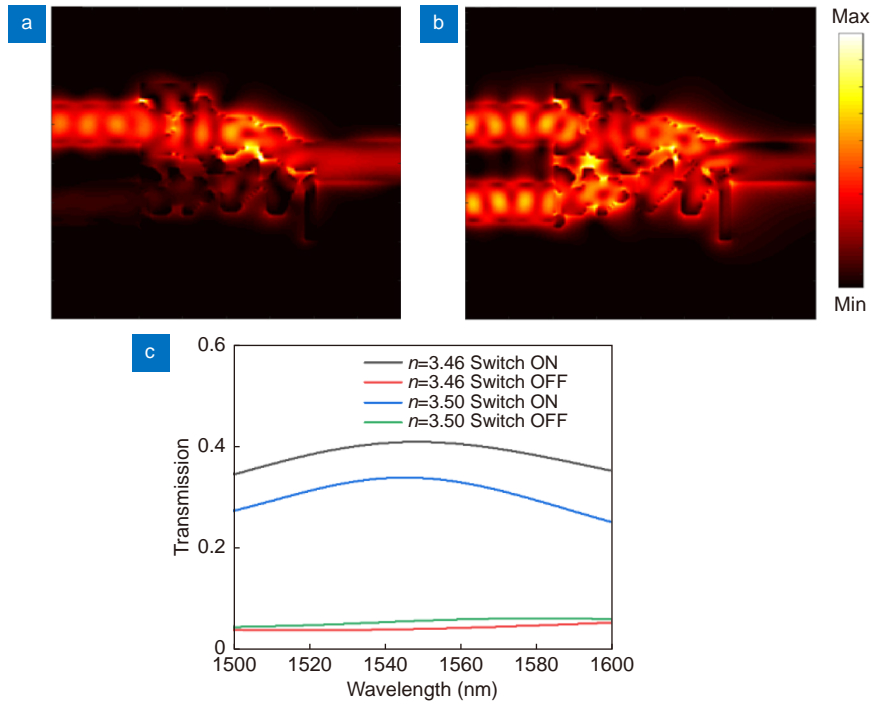 a
b
Max
Min
c
0.6
0.4
0.2
0
Transmission
n=3.46 Switch ON
n=3.46 Switch OFF
n=3.50 Switch ON
n=3.50 Switch OFF
1500 1520 1540 1560 1580 1600
Wavelength (nm)